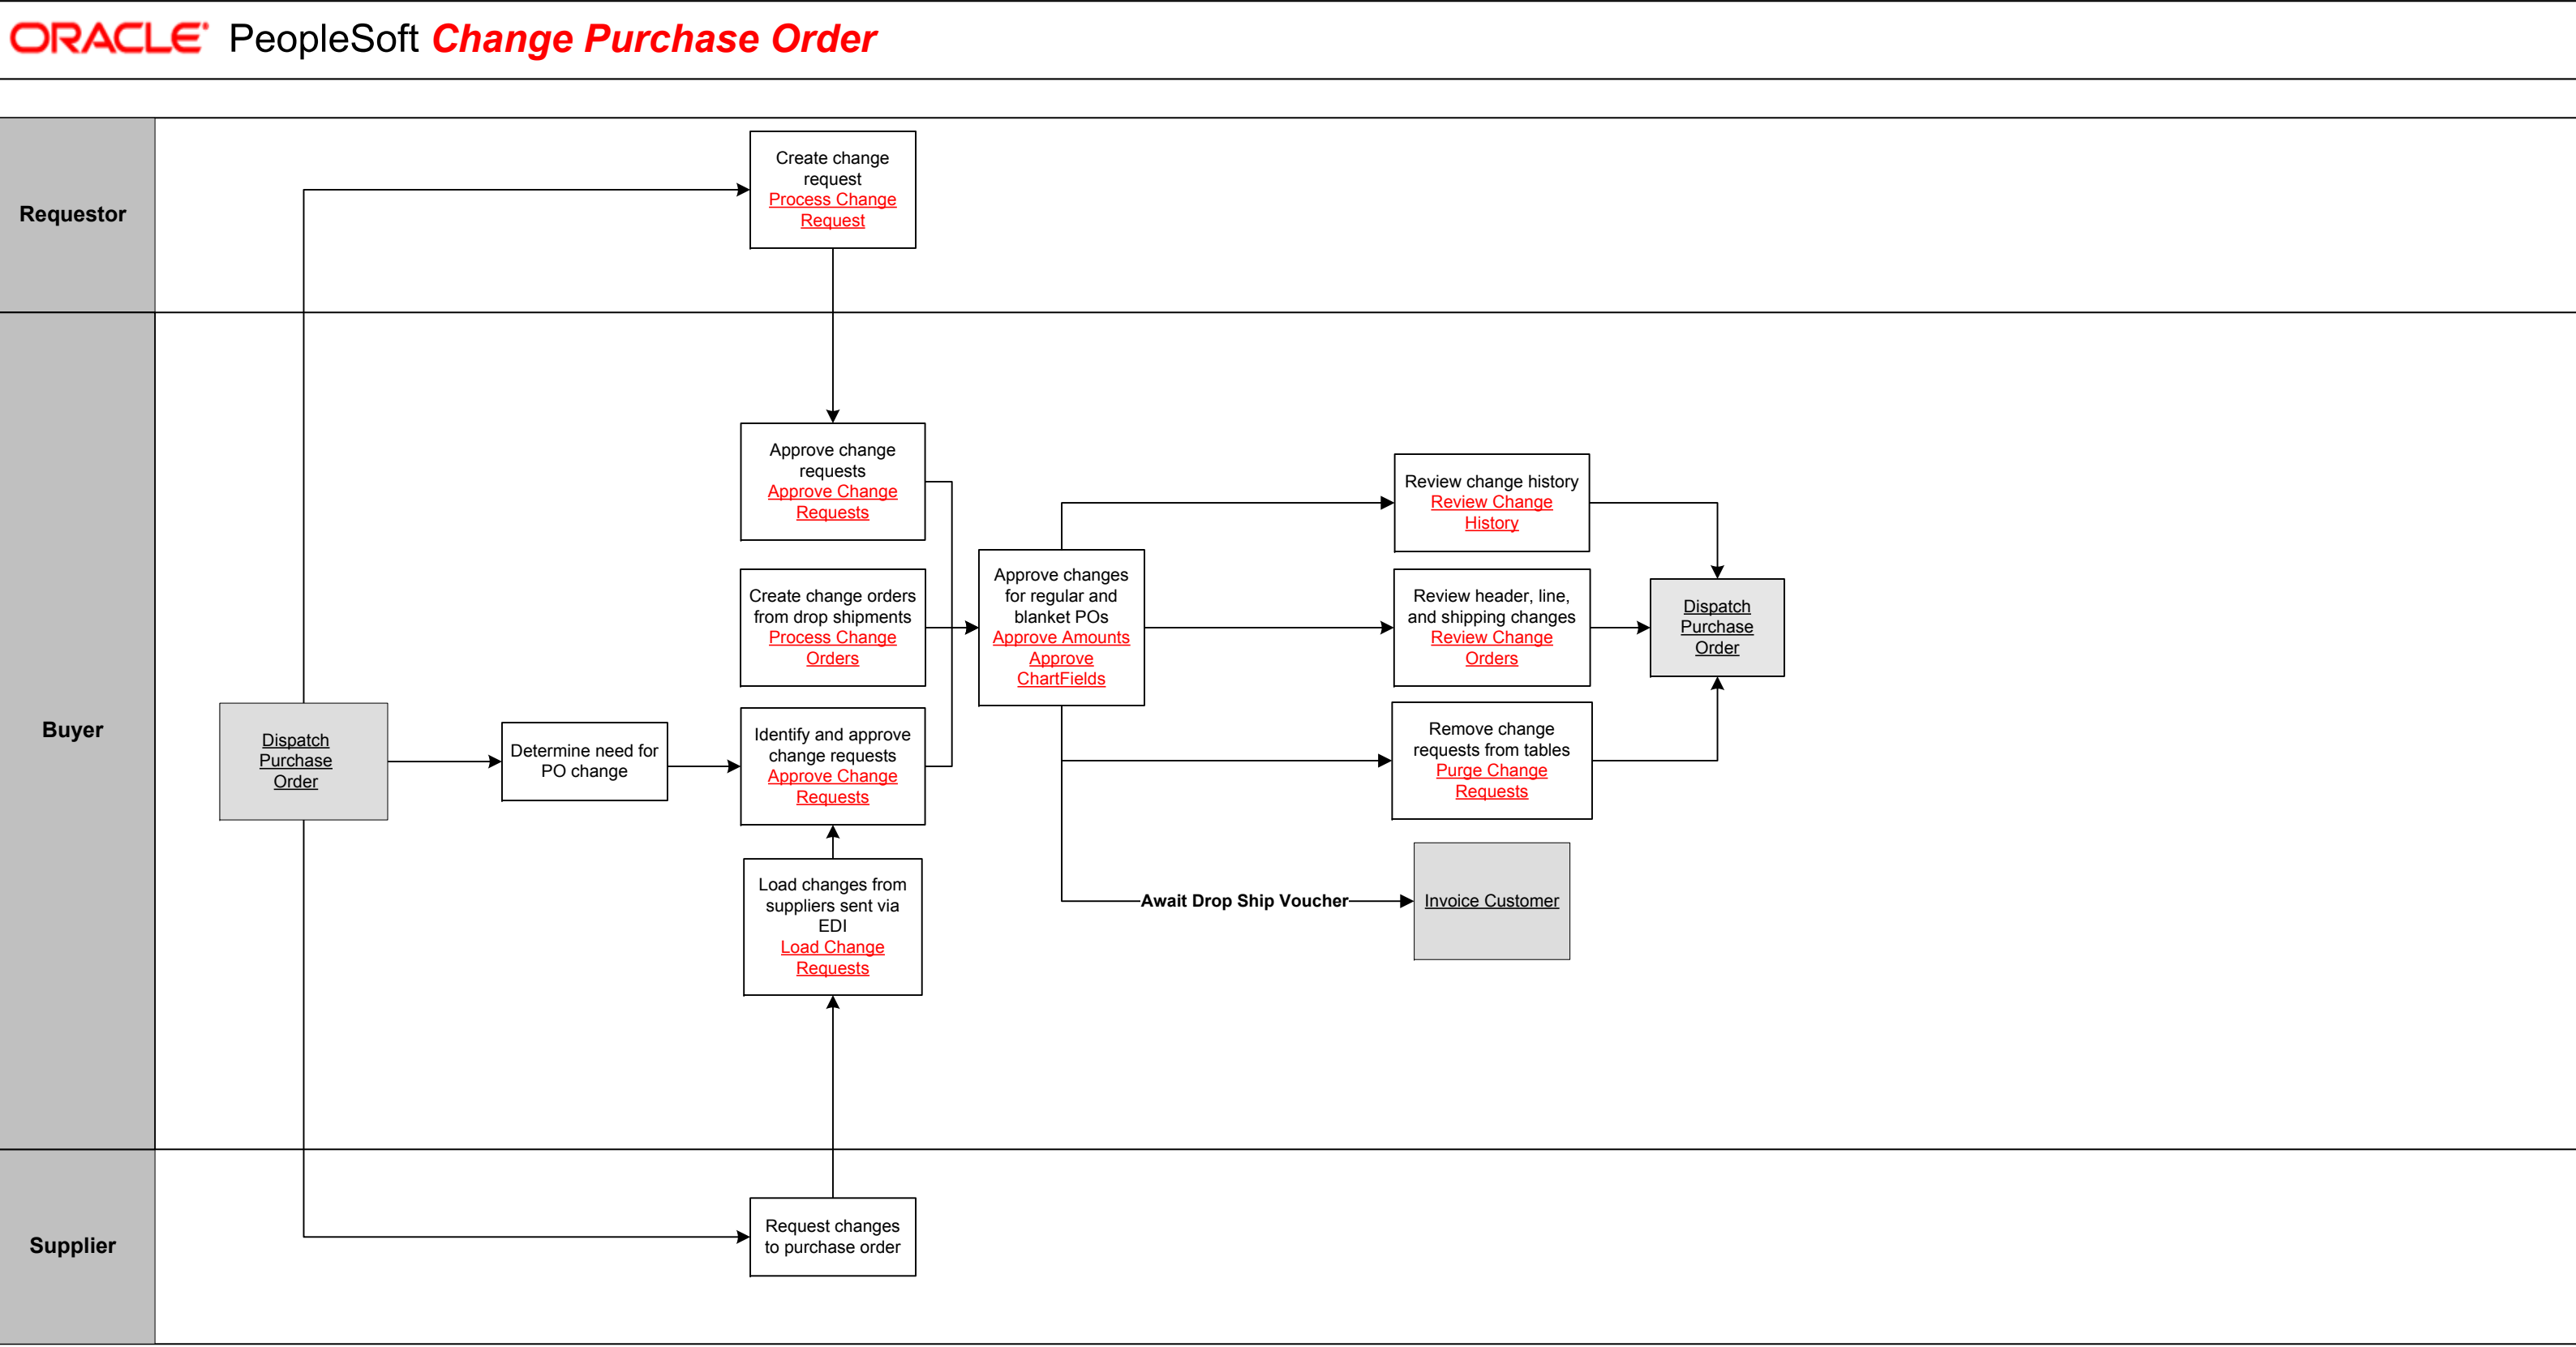 ORACLE PeopleSoft Change Purchase Order
Requestor
Create change
request
Process Change
Request
Buyer
Approve change
requests
Approve Change
Requests
Create change orders
from drop shipments
Process Change
Orders
Dispatch
Purchase
Order
Determine need for
PO change
Identify and approve
change requests
Approve Change
Requests
Load changes from
suppliers sent via
EDI
Load Change
Requests
Approve changes
for regular and
blanket POs
Approve Amounts
Approve
ChartFields
Review change history
Review Change
History
Review header, line,
and shipping changes
Review Change
Orders
Remove change
requests from tables
Purge Change
Requests
Await Drop Ship Voucher
Invoice Customer
Dispatch
Purchase
Order
Supplier
Request changes
to purchase order